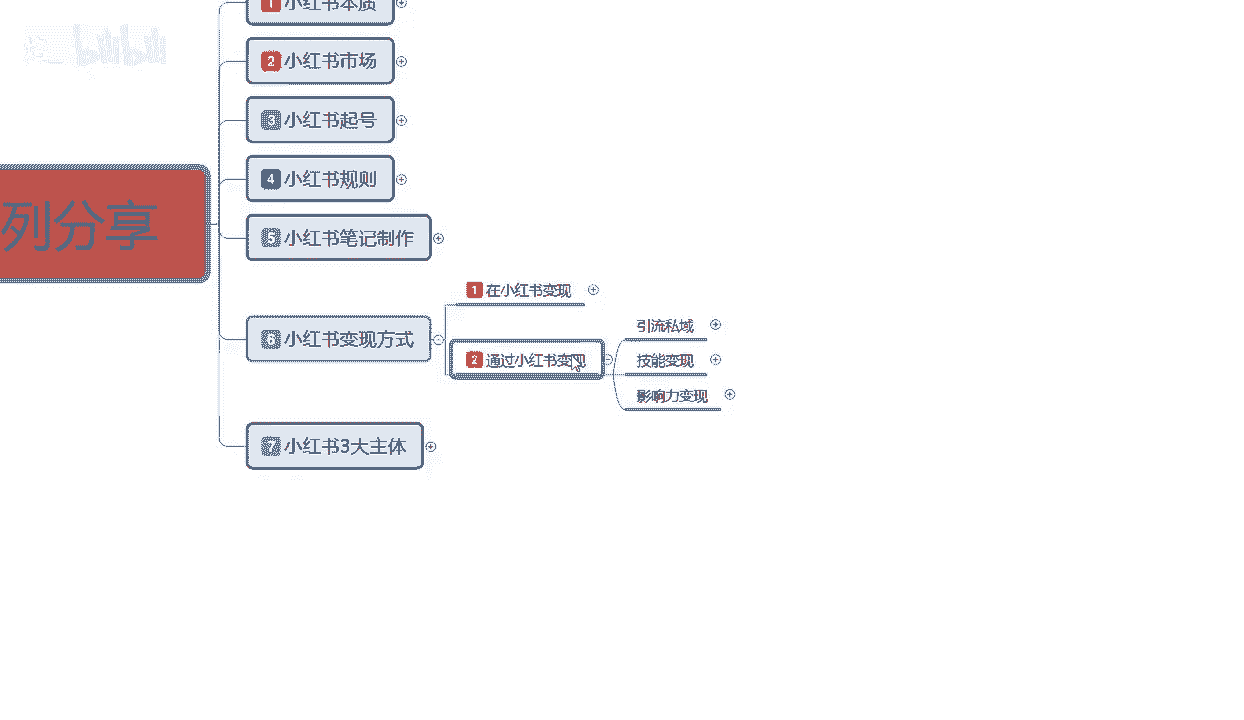 bilibili
1 小红书本质
2 小红书市场
3 小红书起号
4 小红书规则
列分享
5 小红书笔记制作
6 小红书变现方式
1 在小红书变现
2 通过小红书变现
引流私域
技能变现
影响力变现
7 小红书3大主体